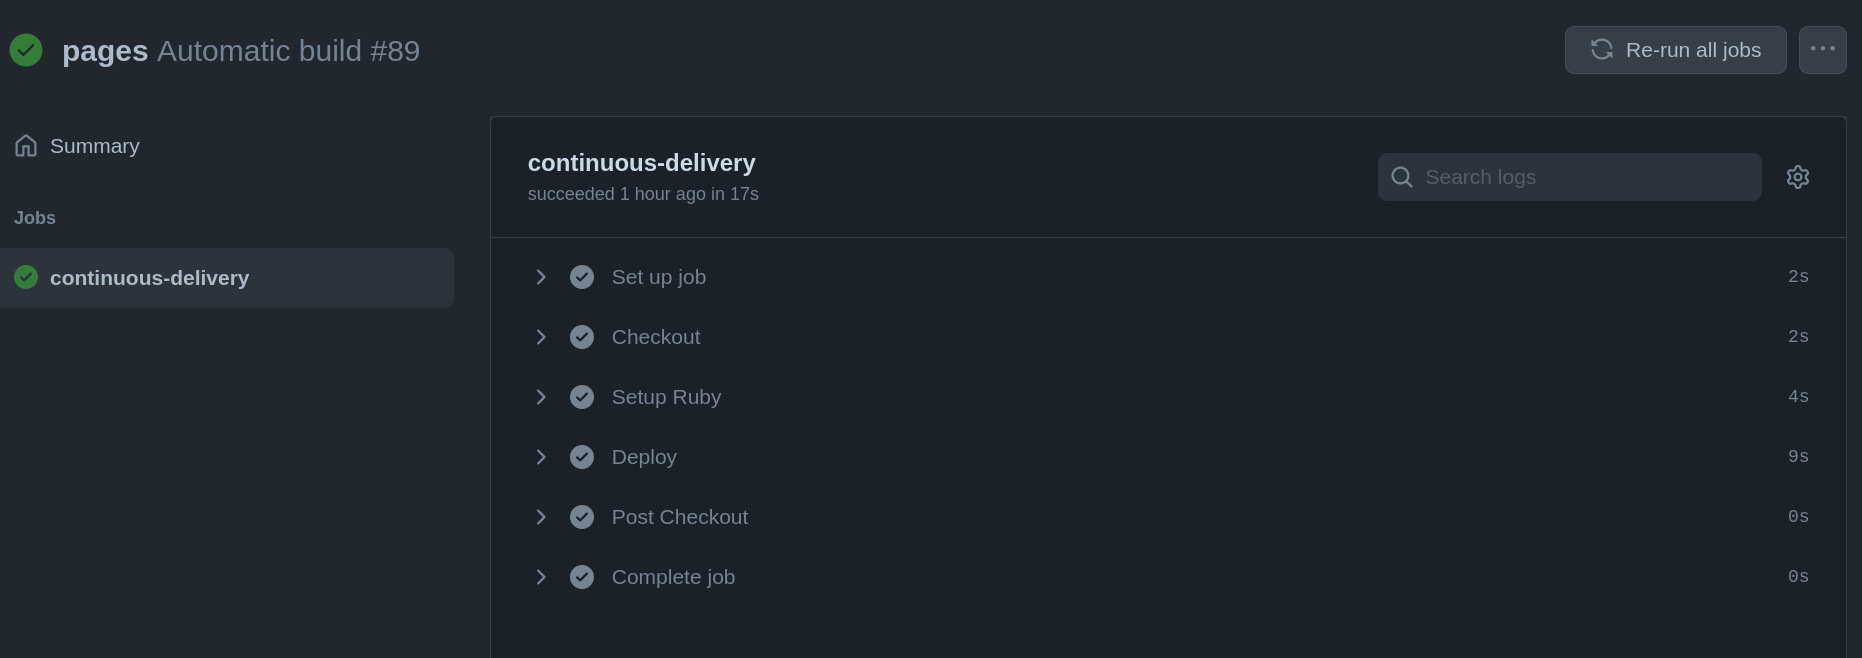 pages Automatic build #89
Re-run all jobs
Summary
Jobs
continuous-delivery
continuous-delivery
succeeded 1 hour ago in 17s
Search logs
Set up job 2s
Checkout 2s
Setup Ruby 4s
Deploy 9s
Post Checkout 0s
Complete job 0s